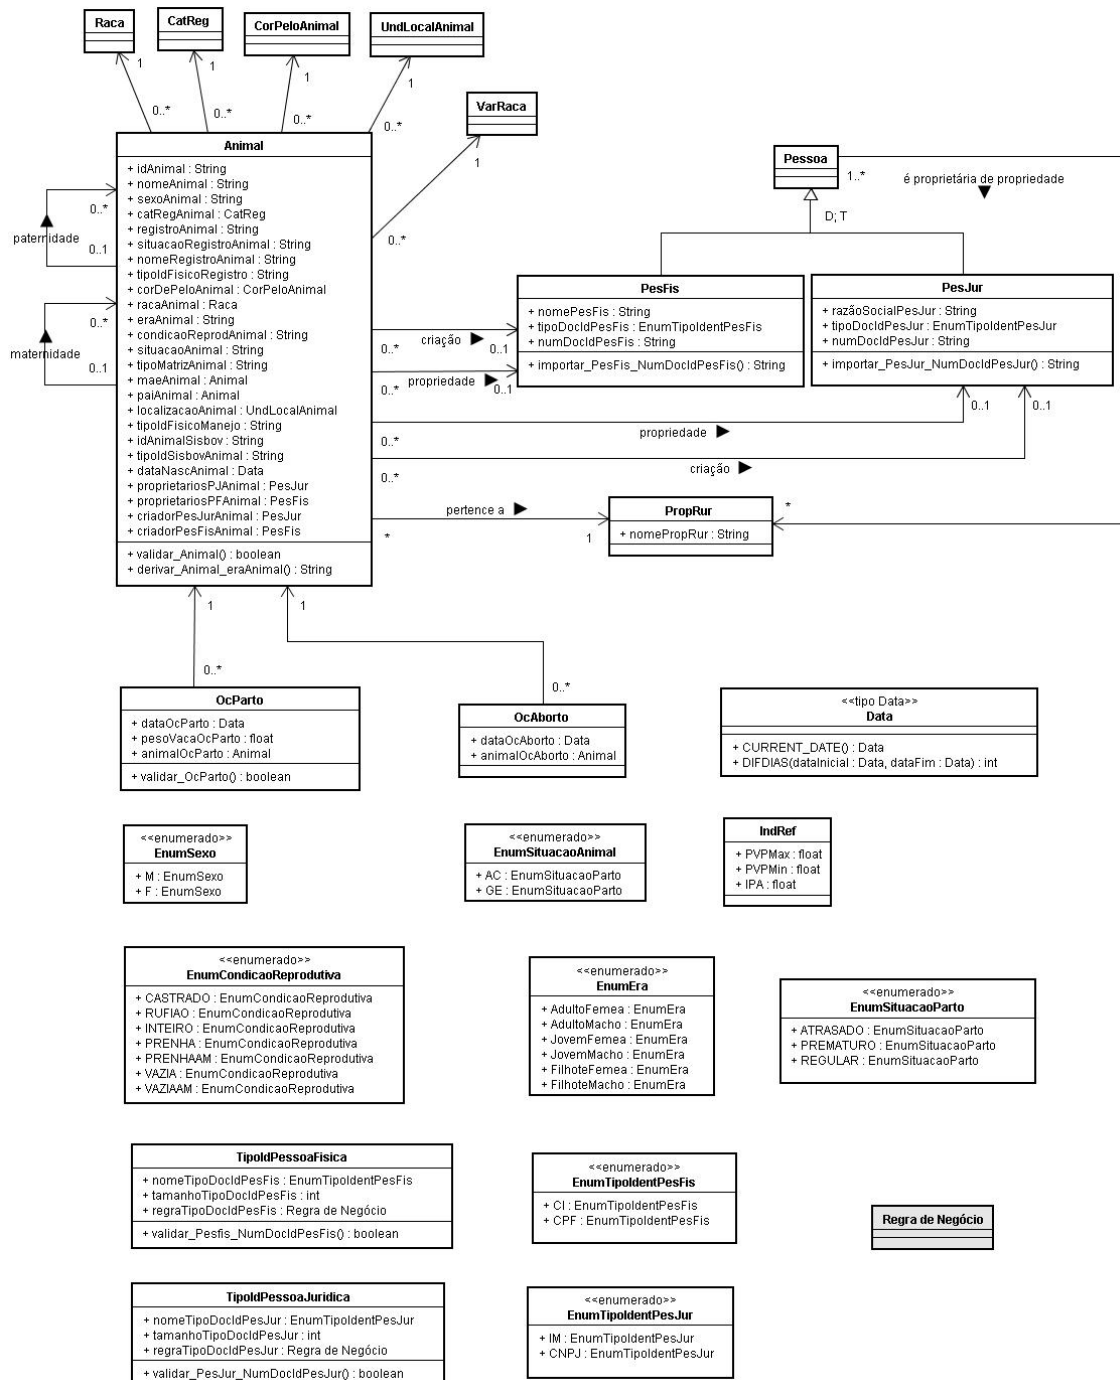 Raca
CatReg
CorPeloAnimal
UndLocalAnimal
1
1
1
1
0..*
0..*
0..*
0..*
VarRaca
1
0..*
Animal
+ idAnimal : String
+ nomeAnimal : String
+ sexoAnimal : String
+ catRegAnimal : CatReg
+ registroAnimal : String
+ situacaoRegistroAnimal : String
+ nomeRegistroAnimal : String
+ tipoIdFisicoRegistro : String
+ corDePeloAnimal : CorPeloAnimal
+ racaAnimal : Raca
+ eraAnimal : String
+ condicaoReprodAnimal : String
+ situacaoAnimal : String
+ tipoMatrizAnimal : String
+ maeAnimal : Animal
+ paiAnimal : Animal
+ localizacaoAnimal : UndLocalAnimal
+ tipoIdFisicoManejo : String
+ idAnimalSisbov : String
+ tipoIdSisbovAnimal : String
+ dataNascAnimal : Data
+ proprietariosPJAnimal : PesJur
+ proprietariosPFAnimal : PesFis
+ criadorPesJurAnimal : PesJur
+ criadorPesFisAnimal : PesFis
+ validar_Animal() : boolean
+ derivar_Animal_eraAnimal() : String
0..*
paternidade
0..1
0..*
maternidade
0..1
Pessoa
1..*
é proprietária de propriedade
D; T
PesFis
+ nomePesFis : String
+ tipoDocIdPesFis : EnumTipoIdentPesFis
+ numDocIdPesFis : String
+ importar_PesFis_NumDocIdPesFis() : String
PesJur
+ razãoSocialPesJur : String
+ tipoDocIdPesJur : EnumTipoIdentPesJur
+ numDocIdPesJur : String
+ importar_PesJur_NumDocIdPesJur() : String
0..*
criação
0..1
0..*
propriedade
0..1
0..*
propriedade
0..1
0..*
criação
0..1
*
pertence a
1
PropRur
+ nomePropRur : String
*
1
0..*
1
0..*
OcParto
+ dataOcParto : Data
+ pesoVacaOcParto : float
+ animalOcParto : Animal
+ validar_OcParto() : boolean
OcAborto
+ dataOcAborto : Data
+ animalOcAborto : Animal
<<tipo Data>>
Data
+ CURRENT_DATE() : Data
+ DIFDIAS(dataInicial : Data, dataFim : Data) : int
<<enumerado>>
EnumSexo
+ M : EnumSexo
+ F : EnumSexo
<<enumerado>>
EnumSituacaoAnimal
+ AC : EnumSituacaoParto
+ GE : EnumSituacaoParto
IndRef
+ PVPMax : float
+ PVPMin : float
+ IPA : float
<<enumerado>>
EnumCondicaoReprodutiva
+ CASTRADO : EnumCondicaoReprodutiva
+ RUFIAO : EnumCondicaoReprodutiva
+ INTEIRO : EnumCondicaoReprodutiva
+ PRENHA : EnumCondicaoReprodutiva
+ PRENHAAM : EnumCondicaoReprodutiva
+ VAZIA : EnumCondicaoReprodutiva
+ VAZIAAM : EnumCondicaoReprodutiva
<<enumerado>>
EnumEra
+ AdultoFemea : EnumEra
+ AdultoMacho : EnumEra
+ JovemFemea : EnumEra
+ JovemMacho : EnumEra
+ FilhoteFemea : EnumEra
+ FilhoteMacho : EnumEra
<<enumerado>>
EnumSituacaoParto
+ ATRASADO : EnumSituacaoParto
+ PREMATURO : EnumSituacaoParto
+ REGULAR : EnumSituacaoParto
TipoIdPessoaFisica
+ nomeTipoDocIdPesFis : EnumTipoIdentPesFis
+ tamanhoTipoDocIdPesFis : int
+ regraTipoDocIdPesFis : Regra de Negócio
+ validar_Pesfis_NumDocIdPesFis() : boolean
<<enumerado>>
EnumTipoIdentPesFis
+ CI : EnumTipoIdentPesFis
+ CPF : EnumTipoIdentPesFis
Regra de Negócio
TipoIdPessoaJuridica
+ nomeTipoDocIdPesJur : EnumTipoIdentPesJur
+ tamanhoTipoDocIdPesJur : int
+ regraTipoDocIdPesJur : Regra de Negócio
+ validar_PesJur_NumDocIdPesJur() : boolean
<<enumerado>>
EnumTipoIdentPesJur
+ IM : EnumTipoIdentPesJur
+ CNPJ : EnumTipoIdentPesJur